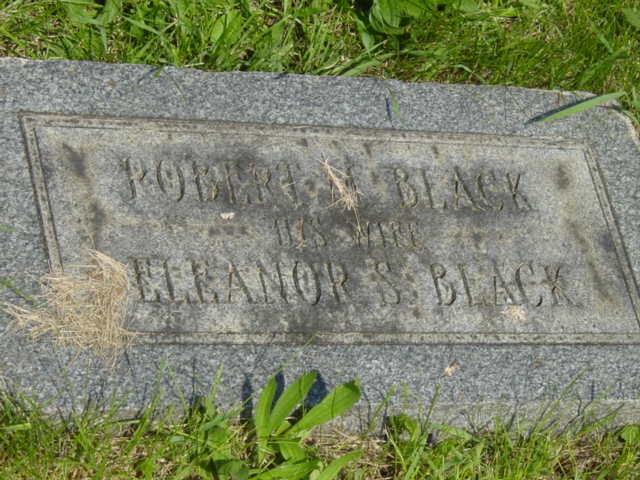 ROBERT M. BLACK
HIS WIFE
ELEANOR S. BLACK